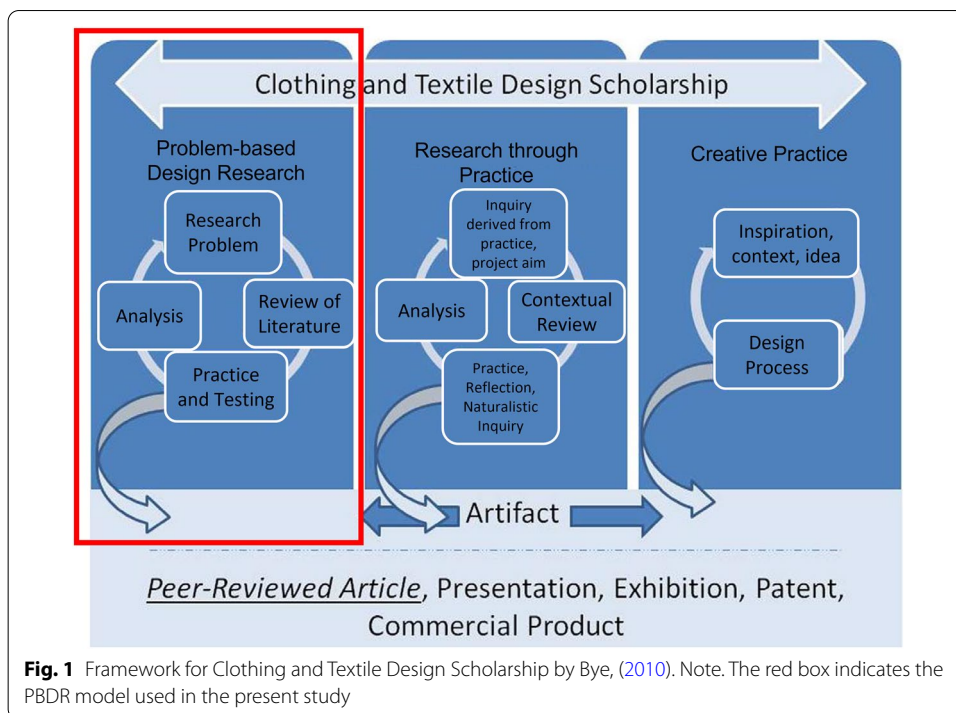 Clothing and Textile Design Scholarship
Problem-based
Design Research
Research
Problem
Review of
Literature
Practice
and Testing
Analysis
Research through
Practice
Inquiry
derived from
practice,
project aim
Contextual
Review
Practice,
Reflection,
Naturalistic
Inquiry
Analysis
Creative Practice
Inspiration,
context, idea
Design
Process
Artifact
Peer-Reviewed Article, Presentation, Exhibition, Patent,
Commercial Product
Fig. 1 Framework for Clothing and Textile Design Scholarship by Bye, (2010). Note. The red box indicates the
PBDR model used in the present study